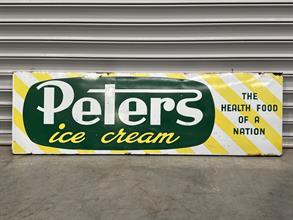 Peters
ice cream
THE
HEALTH FOOD
OF A
NATION